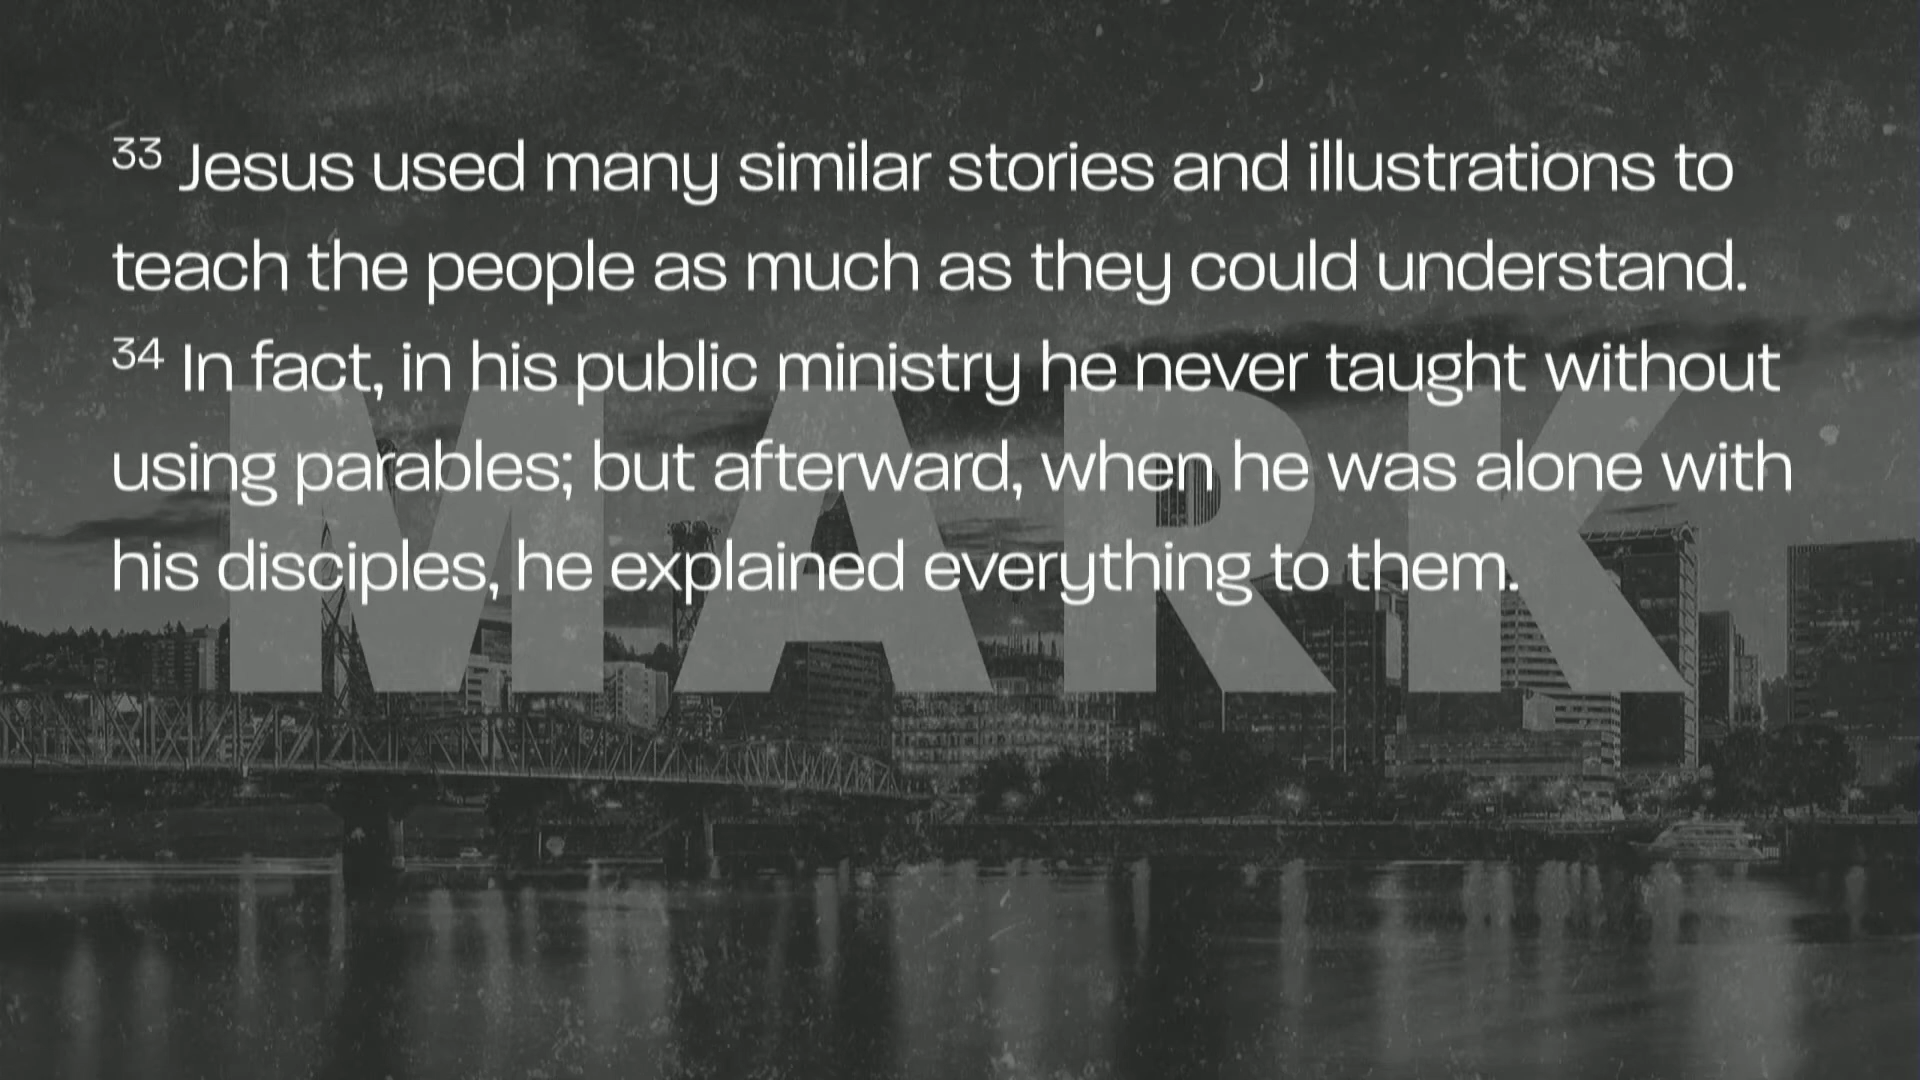 33 Jesus used many similar stories and illustrations to
teach the people as much as they could understand.
34 In fact, in his public ministry he never taught without
using parables; but afterward, when he was alone with
his disciples, he explained everything to them.
MARK